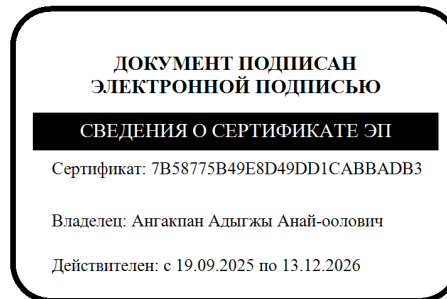 ДОКУМЕНТ ПОДПИСАН
ЭЛЕКТРОННОЙ ПОДПИСЬЮ
СВЕДЕНИЯ О СЕРТИФИКАТЕ ЭП
Сертификат: 7B58775B49E8D49DD1CABBADB3
Владелец: Ангакпан Адыгжы Анай-оолович
Действителен: с 19.09.2025 по 13.12.2026